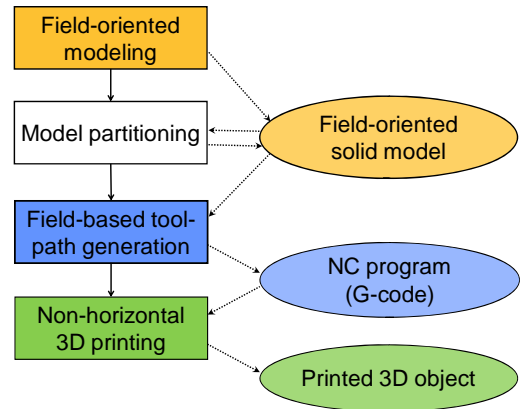 Field-oriented
modeling
Model partitioning
Field-oriented
solid model
Field-based tool-
path generation
NC program
(G-code)
Non-horizontal
3D printing
Printed 3D object